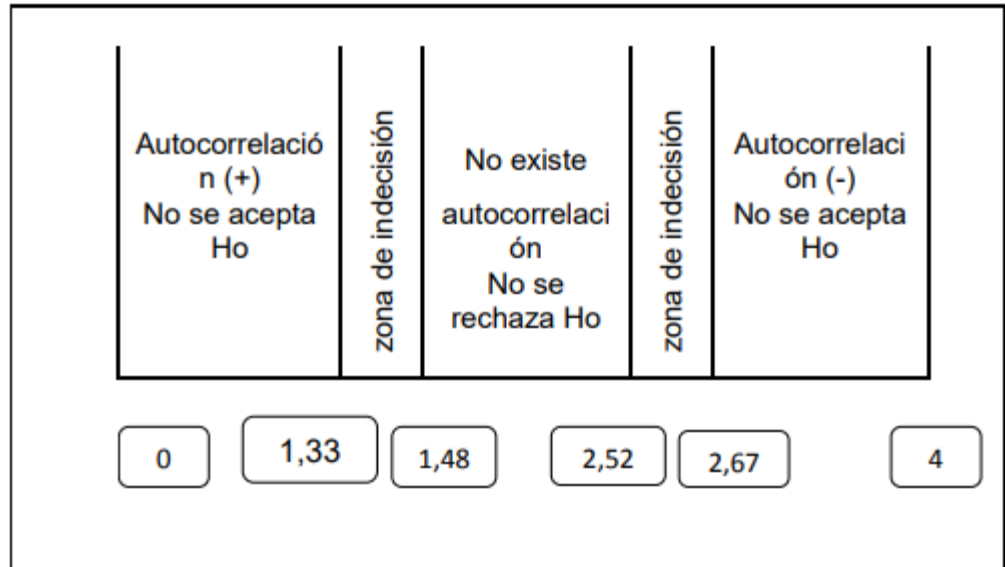 Autocorrelació
n (+)
No se acepta
Ho
zona de indecisión
No existe
autocorrelaci
ón
No se
rechaza Ho
zona de indecisión
Autocorrelaci
ón (-)
No se acepta
Ho
0
1,33
1,48
2,52
2,67
4